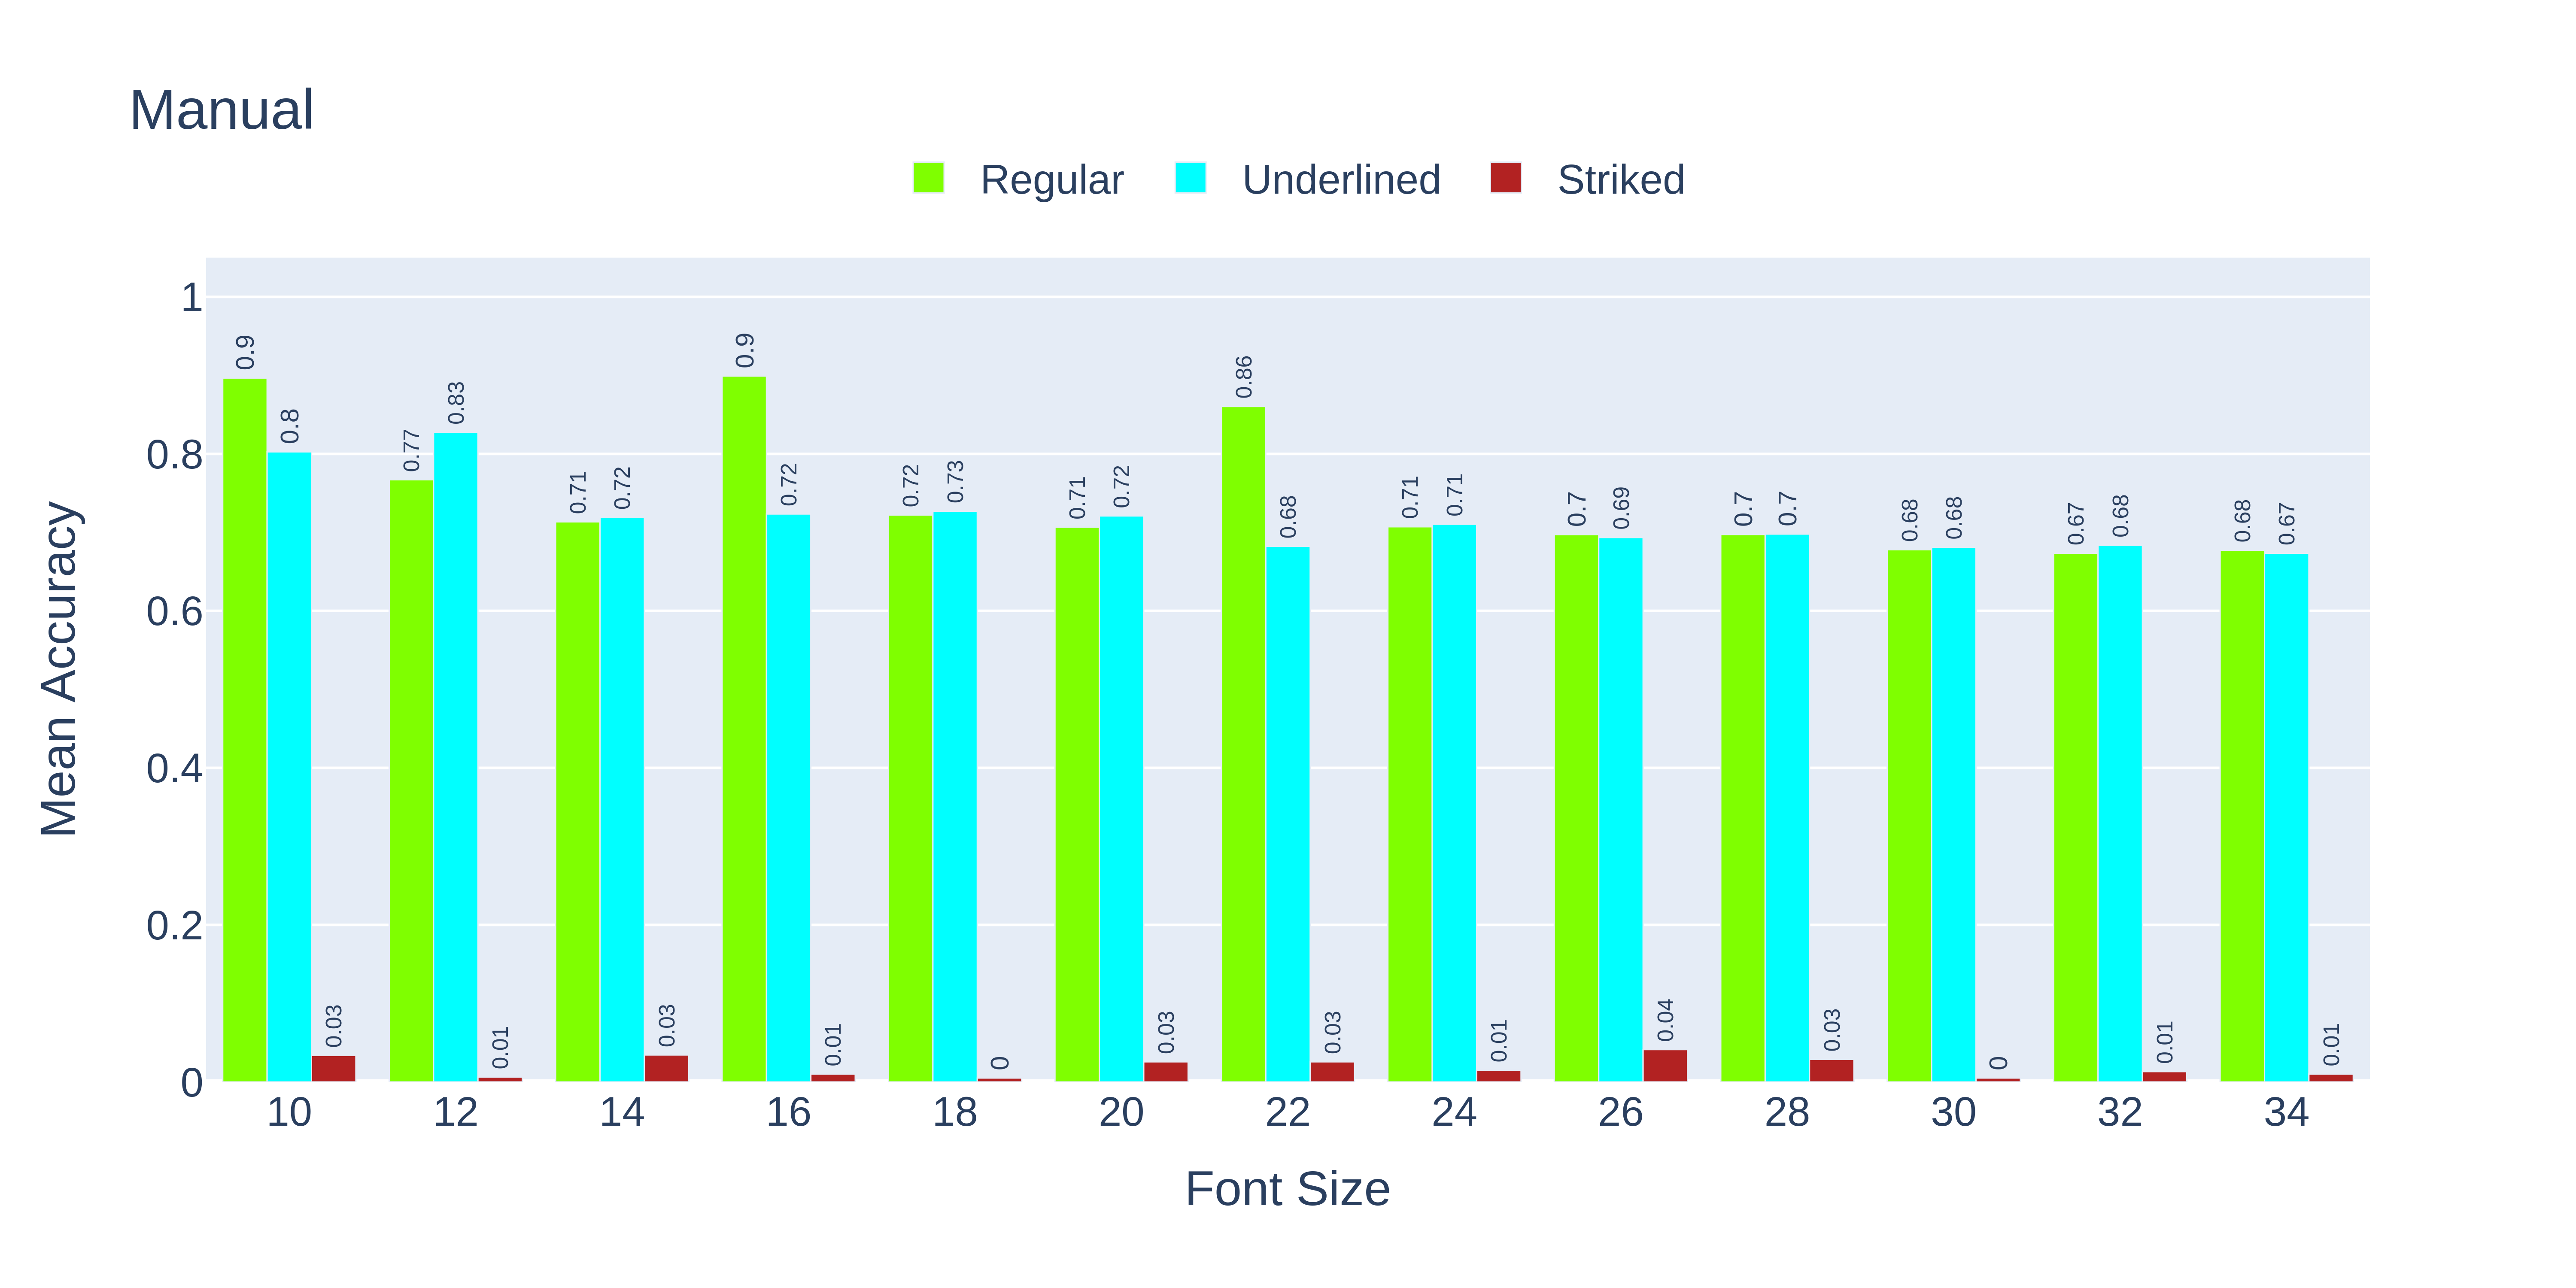 Manual
Regular Underlined Striked
Mean Accuracy
1
0.8
0.6
0.4
0.2
0
0.9 0.8 0.03
0.77 0.83 0.01
0.71 0.72 0.03
0.9 0.72 0.01
0.72 0.73 0
0.71 0.72 0.03
0.86 0.68 0.03
0.71 0.71 0.01
0.7 0.69 0.04
0.7 0.7 0.03
0.68 0.68 0
0.67 0.68 0.01
0.68 0.67 0.01
10 12 14 16 18 20 22 24 26 28 30 32 34
Font Size